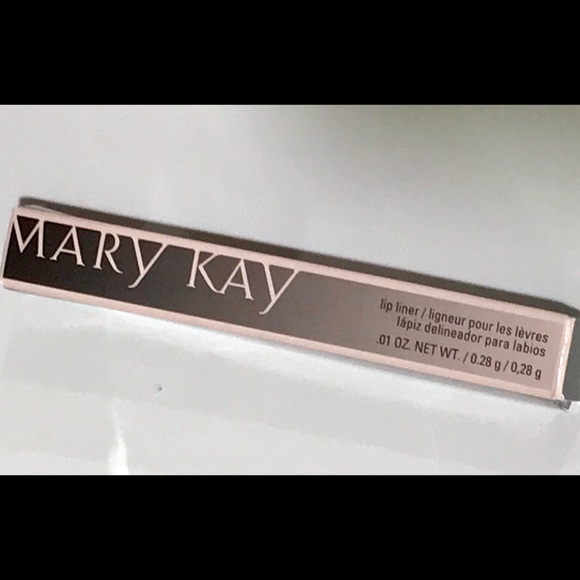 MARY KAY
lip liner / ligneur pour les lèvres
lápiz delineador para labios
.01 OZ. NET WT. / 0.28 g / 0,28 g